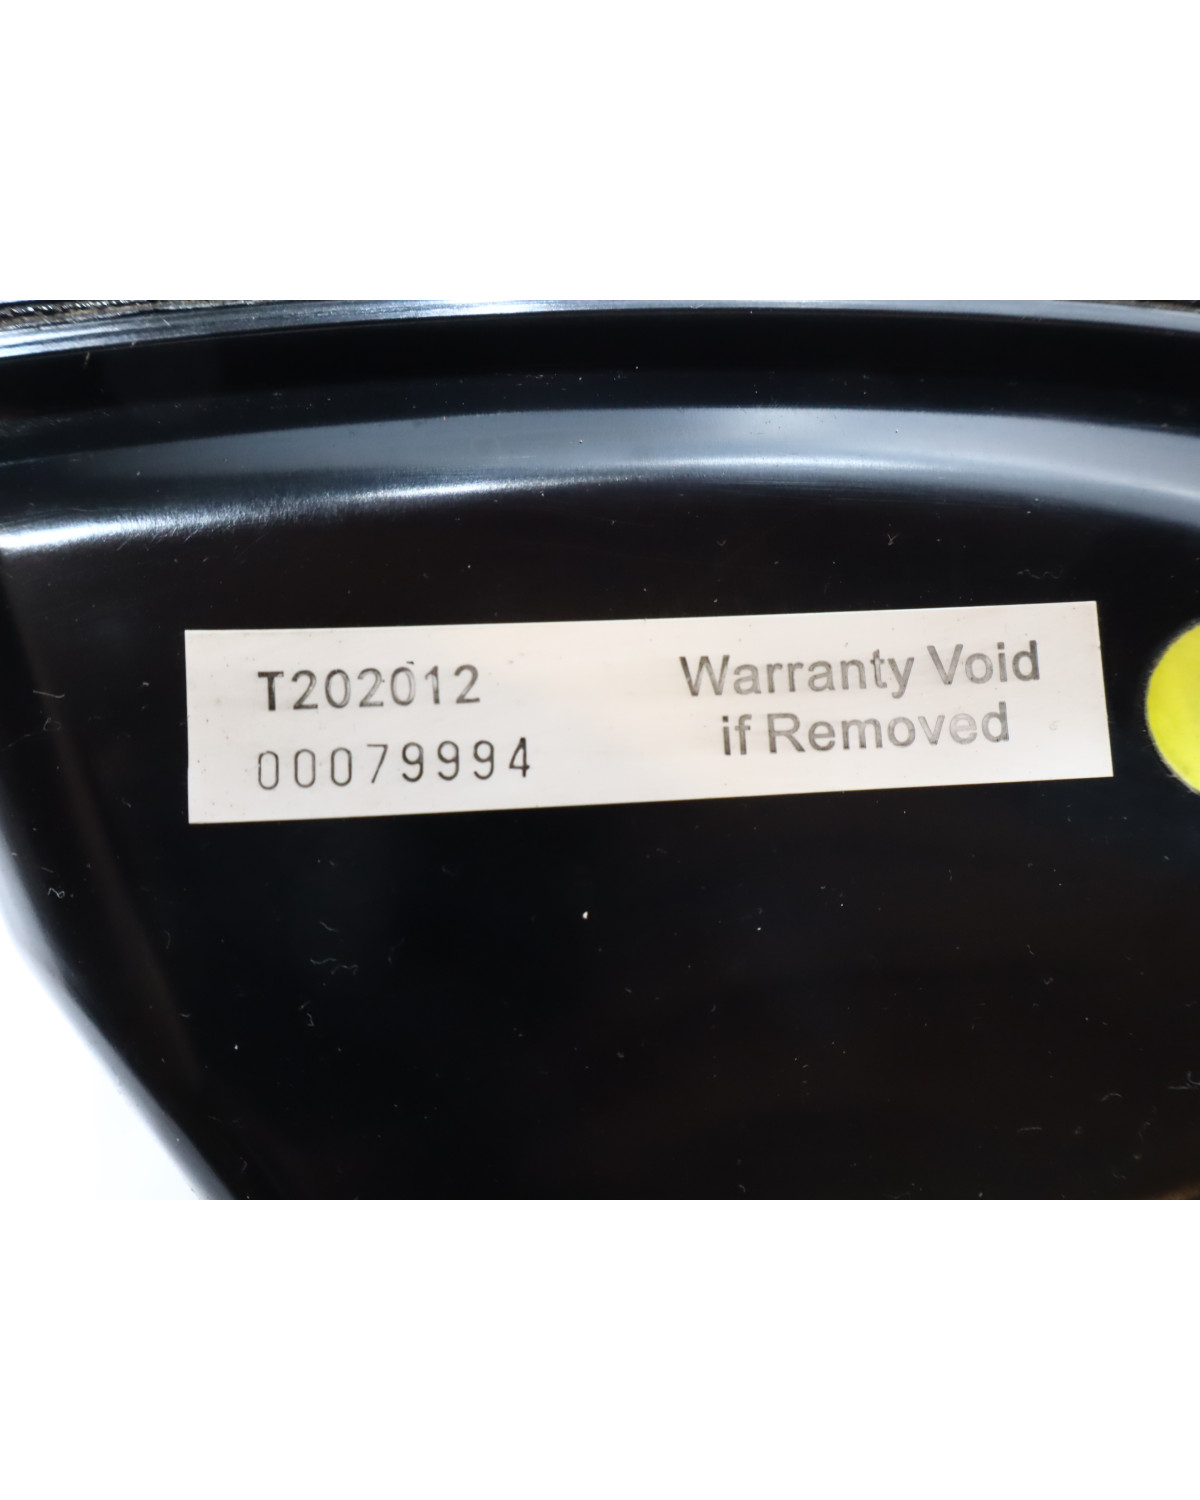 T202012
00079994
Warranty Void
if Removed